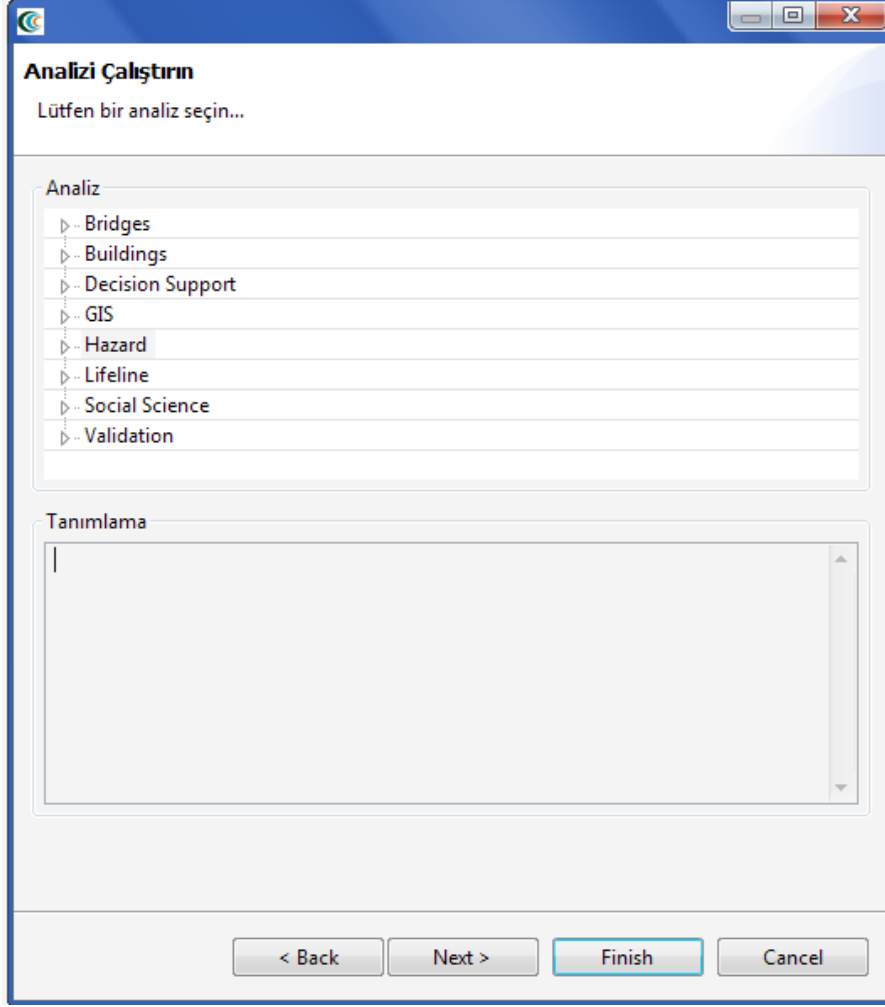 Analizi Çalıştırın
Lütfen bir analiz seçin...
Analiz
Bridges
Buildings
Decision Support
GIS
Hazard
Lifeline
Social Science
Validation
Tanımlama
< Back
Next >
Finish
Cancel